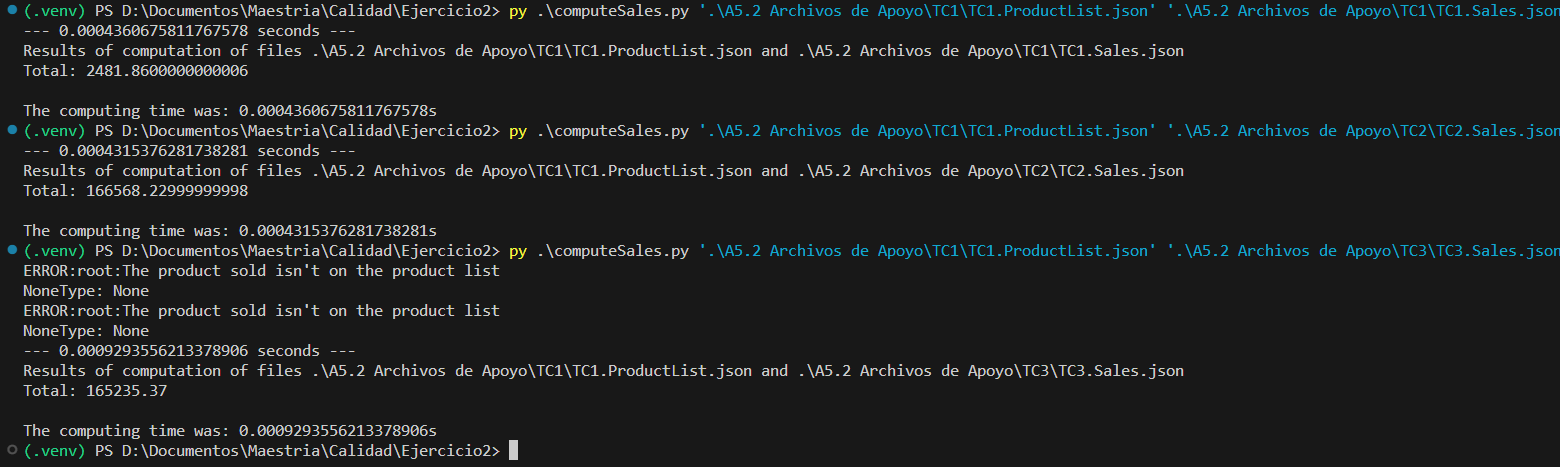 (.venv) PS D:\Documentos\Maestria\Calidad\Ejercicio2> py .\computeSales.py '.\A5.2 Archivos de Apoyo\TC1\TC1.ProductList.json' '.\A5.2 Archivos de Apoyo\TC1\TC1.Sales.json
--- 0.0004360675811767578 seconds ---
Results of computation of files .\A5.2 Archivos de Apoyo\TC1\TC1.ProductList.json and .\A5.2 Archivos de Apoyo\TC1\TC1.Sales.json
Total: 2481.8600000000006
The computing time was: 0.0004360675811767578s
(.venv) PS D:\Documentos\Maestria\Calidad\Ejercicio2> py .\computeSales.py '.\A5.2 Archivos de Apoyo\TC1\TC1.ProductList.json' '.\A5.2 Archivos de Apoyo\TC2\TC2.Sales.json
--- 0.0004315376281738281 seconds ---
Results of computation of files .\A5.2 Archivos de Apoyo\TC1\TC1.ProductList.json and .\A5.2 Archivos de Apoyo\TC2\TC2.Sales.json
Total: 166568.22999999998
The computing time was: 0.0004315376281738281s
(.venv) PS D:\Documentos\Maestria\Calidad\Ejercicio2> py .\computeSales.py '.\A5.2 Archivos de Apoyo\TC1\TC1.ProductList.json' '.\A5.2 Archivos de Apoyo\TC3\TC3.Sales.json
ERROR:root:The product sold isn't on the product list
NoneType: None
ERROR:root:The product sold isn't on the product list
NoneType: None
--- 0.0009293556213378906 seconds ---
Results of computation of files .\A5.2 Archivos de Apoyo\TC1\TC1.ProductList.json and .\A5.2 Archivos de Apoyo\TC3\TC3.Sales.json
Total: 165235.37
The computing time was: 0.0009293556213378906s
(.venv) PS D:\Documentos\Maestria\Calidad\Ejercicio2>